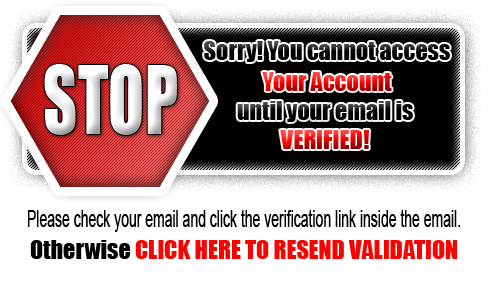 STOP
Sorry! You cannot access
Your Account
until your email is
VERIFIED!
Please check your email and click the verification link inside the email.
Otherwise CLICK HERE TO RESEND VALIDATION